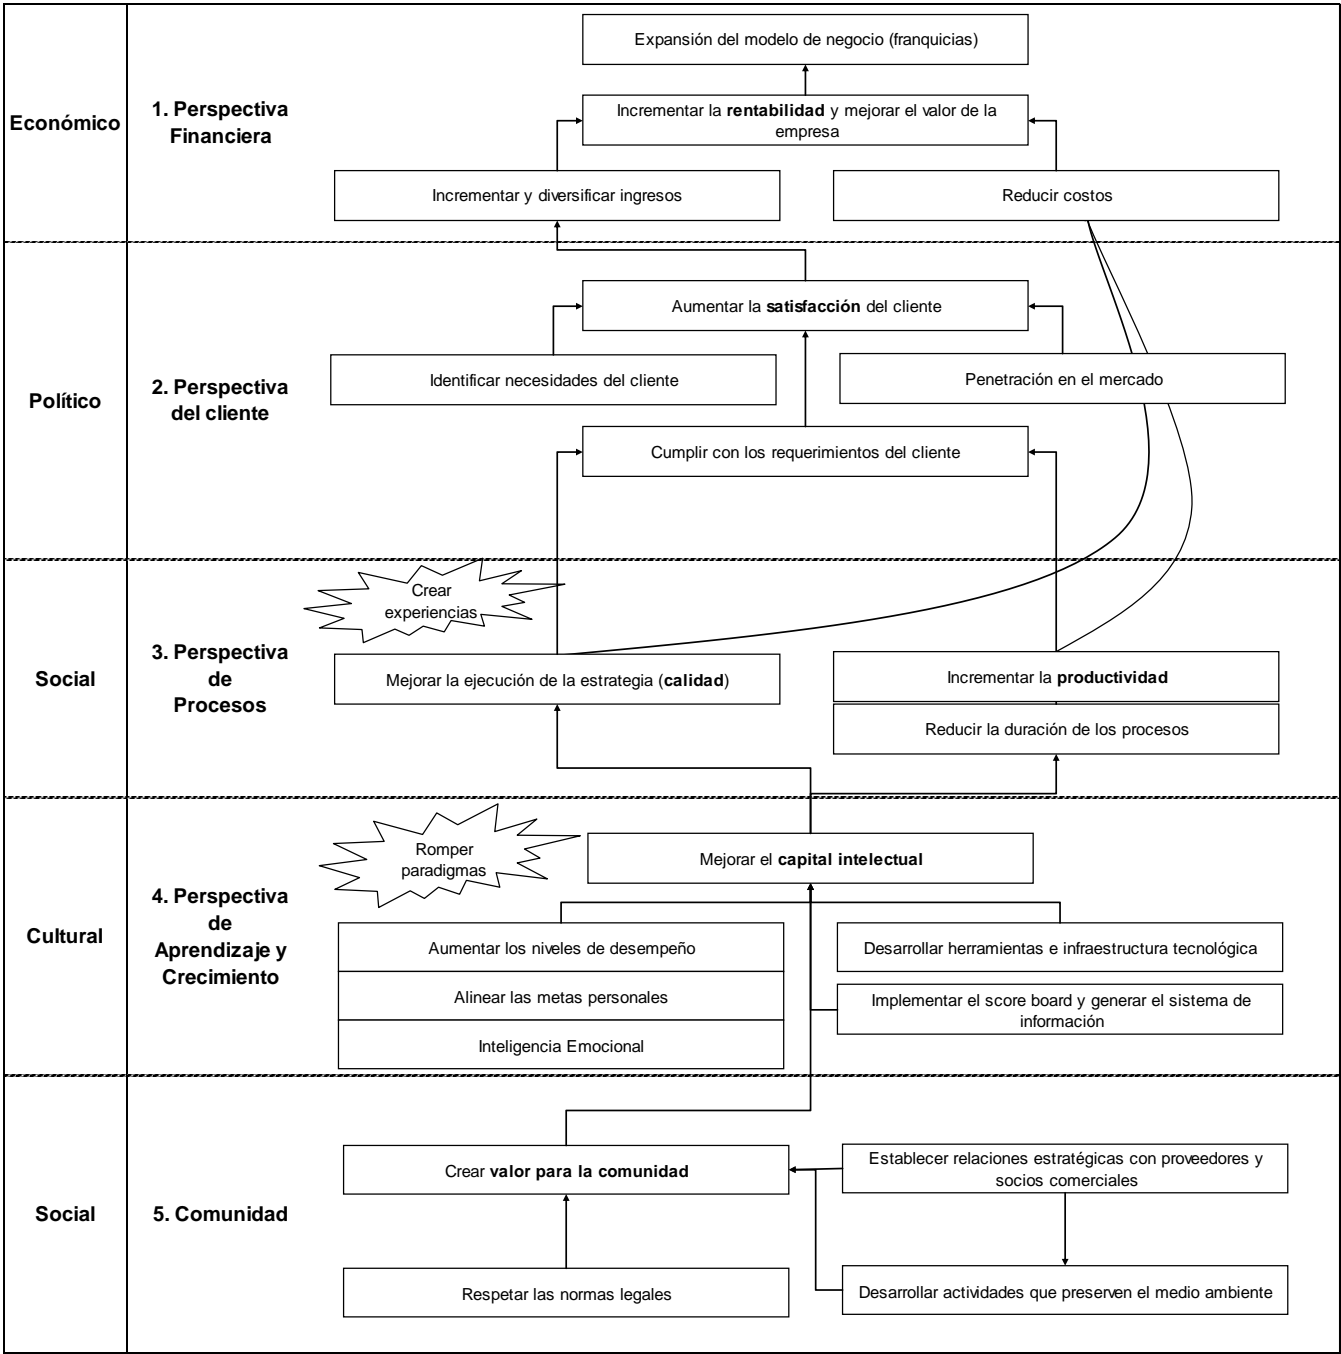 Expansión del modelo de negocio (franquicias)
Económico
1. Perspectiva
Financiera
Incrementar la rentabilidad y mejorar el valor de la
empresa
Incrementar y diversificar ingresos
Reducir costos
Aumentar la satisfacción del cliente
Político
2. Perspectiva
del cliente
Identificar necesidades del cliente
Penetración en el mercado
Cumplir con los requerimientos del cliente
Crear
experiencias
Social
3. Perspectiva
de
Procesos
Mejorar la ejecución de la estrategia (calidad)
Incrementar la productividad
Reducir la duración de los procesos
Romper
paradigmas
Mejorar el capital intelectual
Cultural
4. Perspectiva
de
Aprendizaje y
Crecimiento
Aumentar los niveles de desempeño
Alinear las metas personales
Inteligencia Emocional
Desarrollar herramientas e infraestructura tecnológica
Implementar el score board y generar el sistema de
información
Social
5. Comunidad
Crear valor para la comunidad
Establecer relaciones estratégicas con proveedores y
socios comerciales
Respetar las normas legales
Desarrollar actividades que preserven el medio ambiente